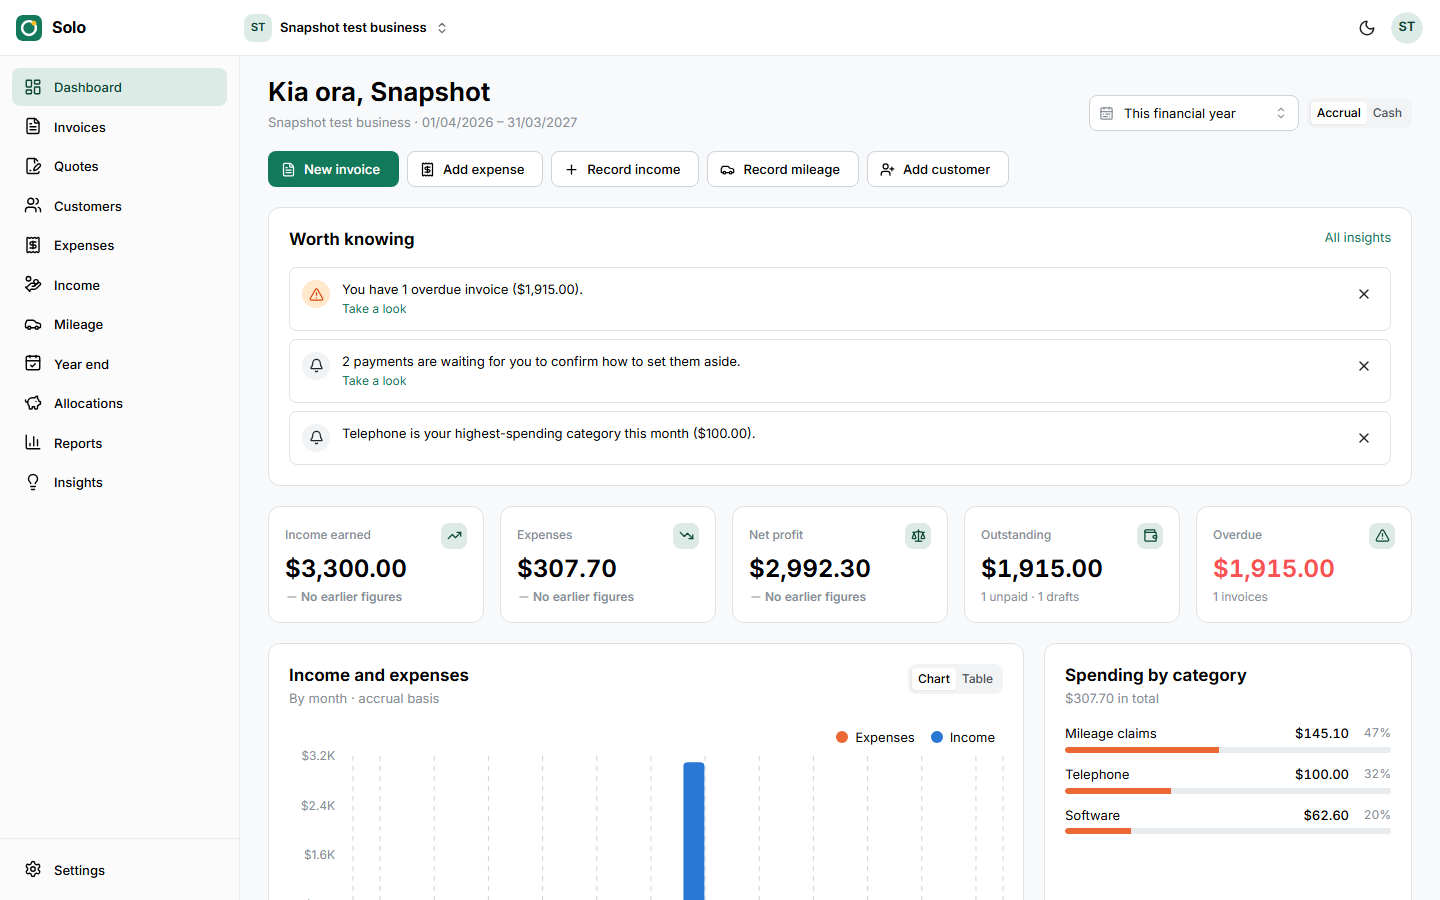 Solo
ST Snapshot test business
ST
Dashboard
Invoices
Quotes
Customers
Expenses
Income
Mileage
Year end
Allocations
Reports
Insights
Settings
Kia ora, Snapshot
Snapshot test business · 01/04/2026 – 31/03/2027
This financial year
Accrual Cash
New invoice
Add expense
Record income
Record mileage
Add customer
Worth knowing
All insights
You have 1 overdue invoice ($1,915.00).
Take a look
2 payments are waiting for you to confirm how to set them aside.
Take a look
Telephone is your highest-spending category this month ($100.00).
Income earned
$3,300.00
— No earlier figures
Expenses
$307.70
— No earlier figures
Net profit
$2,992.30
— No earlier figures
Outstanding
$1,915.00
1 unpaid · 1 drafts
Overdue
$1,915.00
1 invoices
Income and expenses
By month · accrual basis
Chart Table
Expenses Income
$3.2K
$2.4K
$1.6K
Spending by category
$307.70 in total
Mileage claims $145.10 47%
Telephone $100.00 32%
Software $62.60 20%